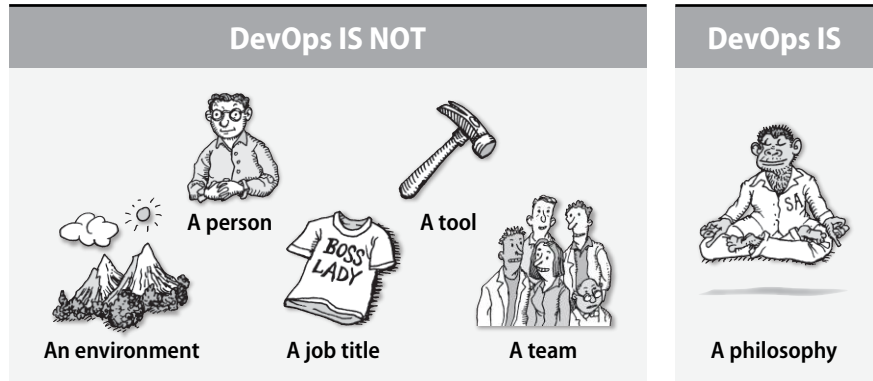 DevOps IS NOT
DevOps IS
A person
A tool
BOSS
LADY
SA
An environment
A job title
A team
A philosophy